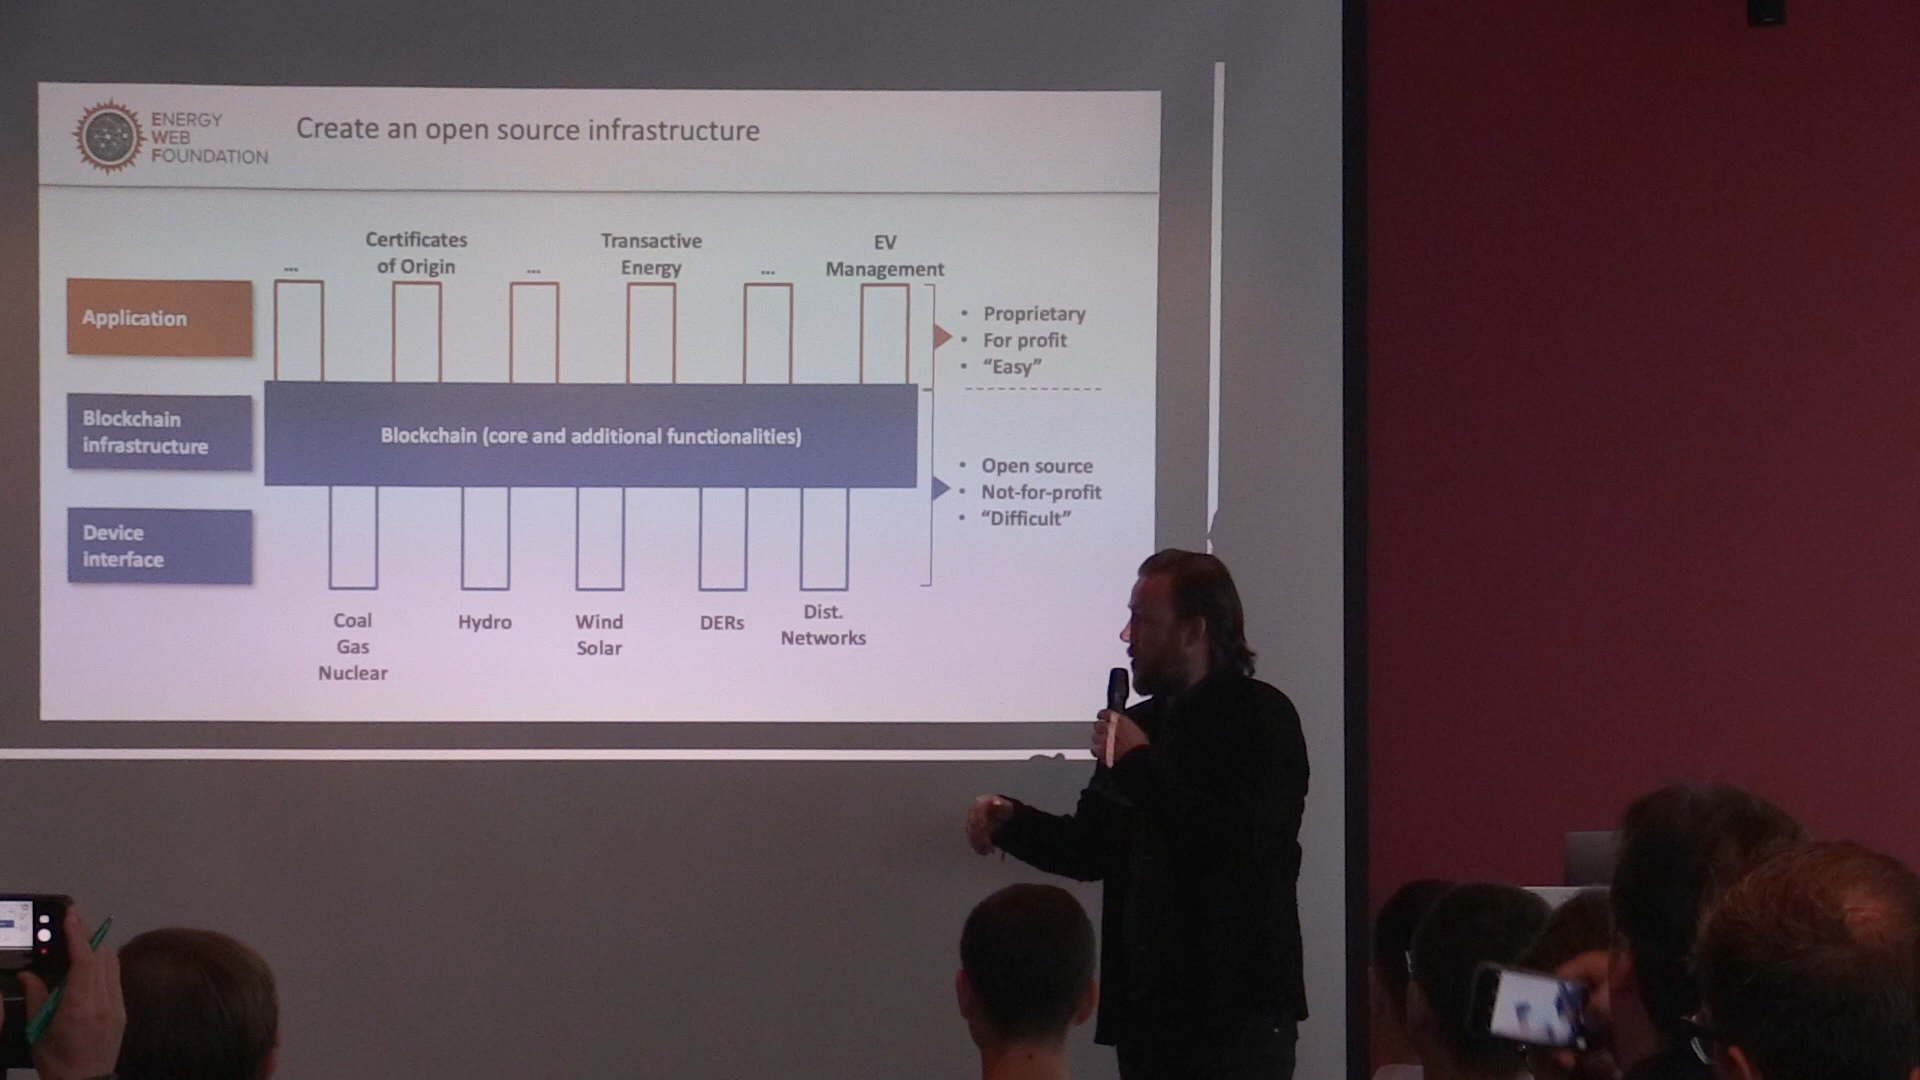 ENERGY
WEB
FOUNDATION
Create an open source infrastructure
...
Certificates
of Origin
...
Transactive
Energy
...
EV
Management
Application
• Proprietary
• For profit
• “Easy”
Blockchain
infrastructure
Blockchain (core and additional functionalities)
• Open source
• Not-for-profit
• “Difficult”
Device
interface
Coal
Gas
Nuclear
Hydro
Wind
Solar
DERs
Dist.
Networks